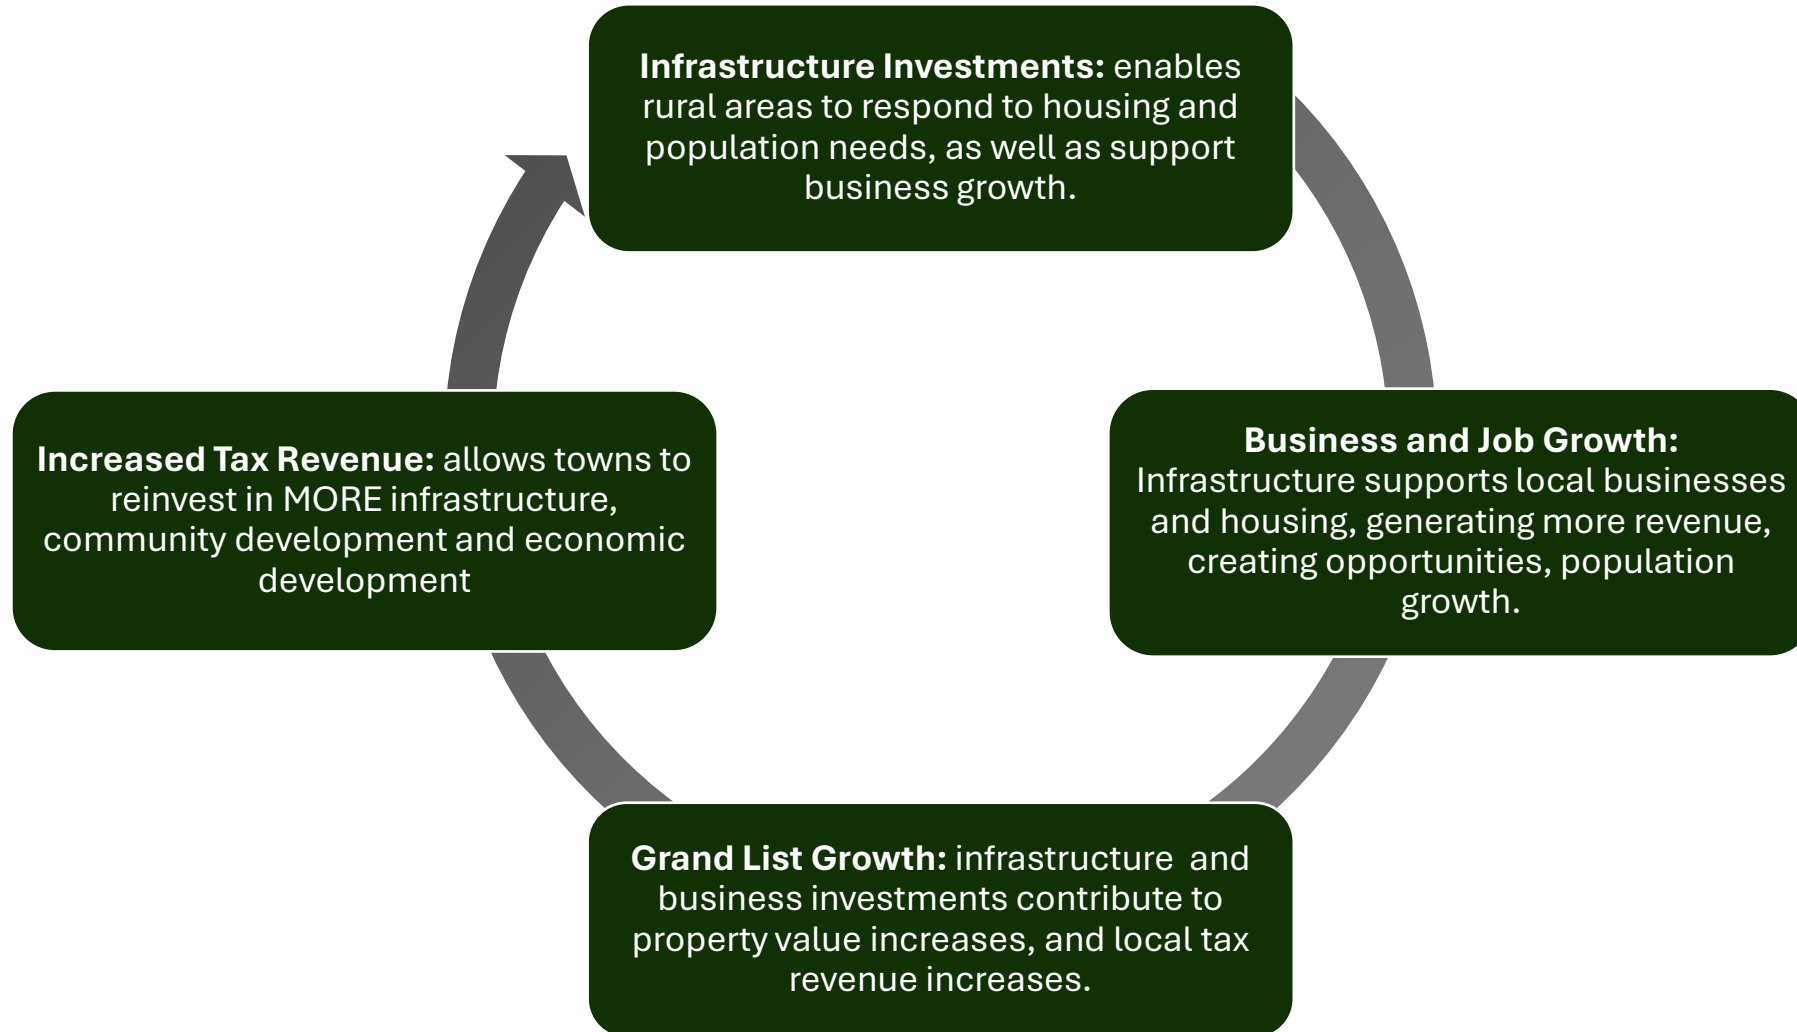 Infrastructure Investments: enables
rural areas to respond to housing and
population needs, as well as support
business growth.
Business and Job Growth:
Infrastructure supports local businesses
and housing, generating more revenue,
creating opportunities, population
growth.
Grand List Growth: infrastructure and
business investments contribute to
property value increases, and local tax
revenue increases.
Increased Tax Revenue: allows towns to
reinvest in MORE infrastructure,
community development and economic
development